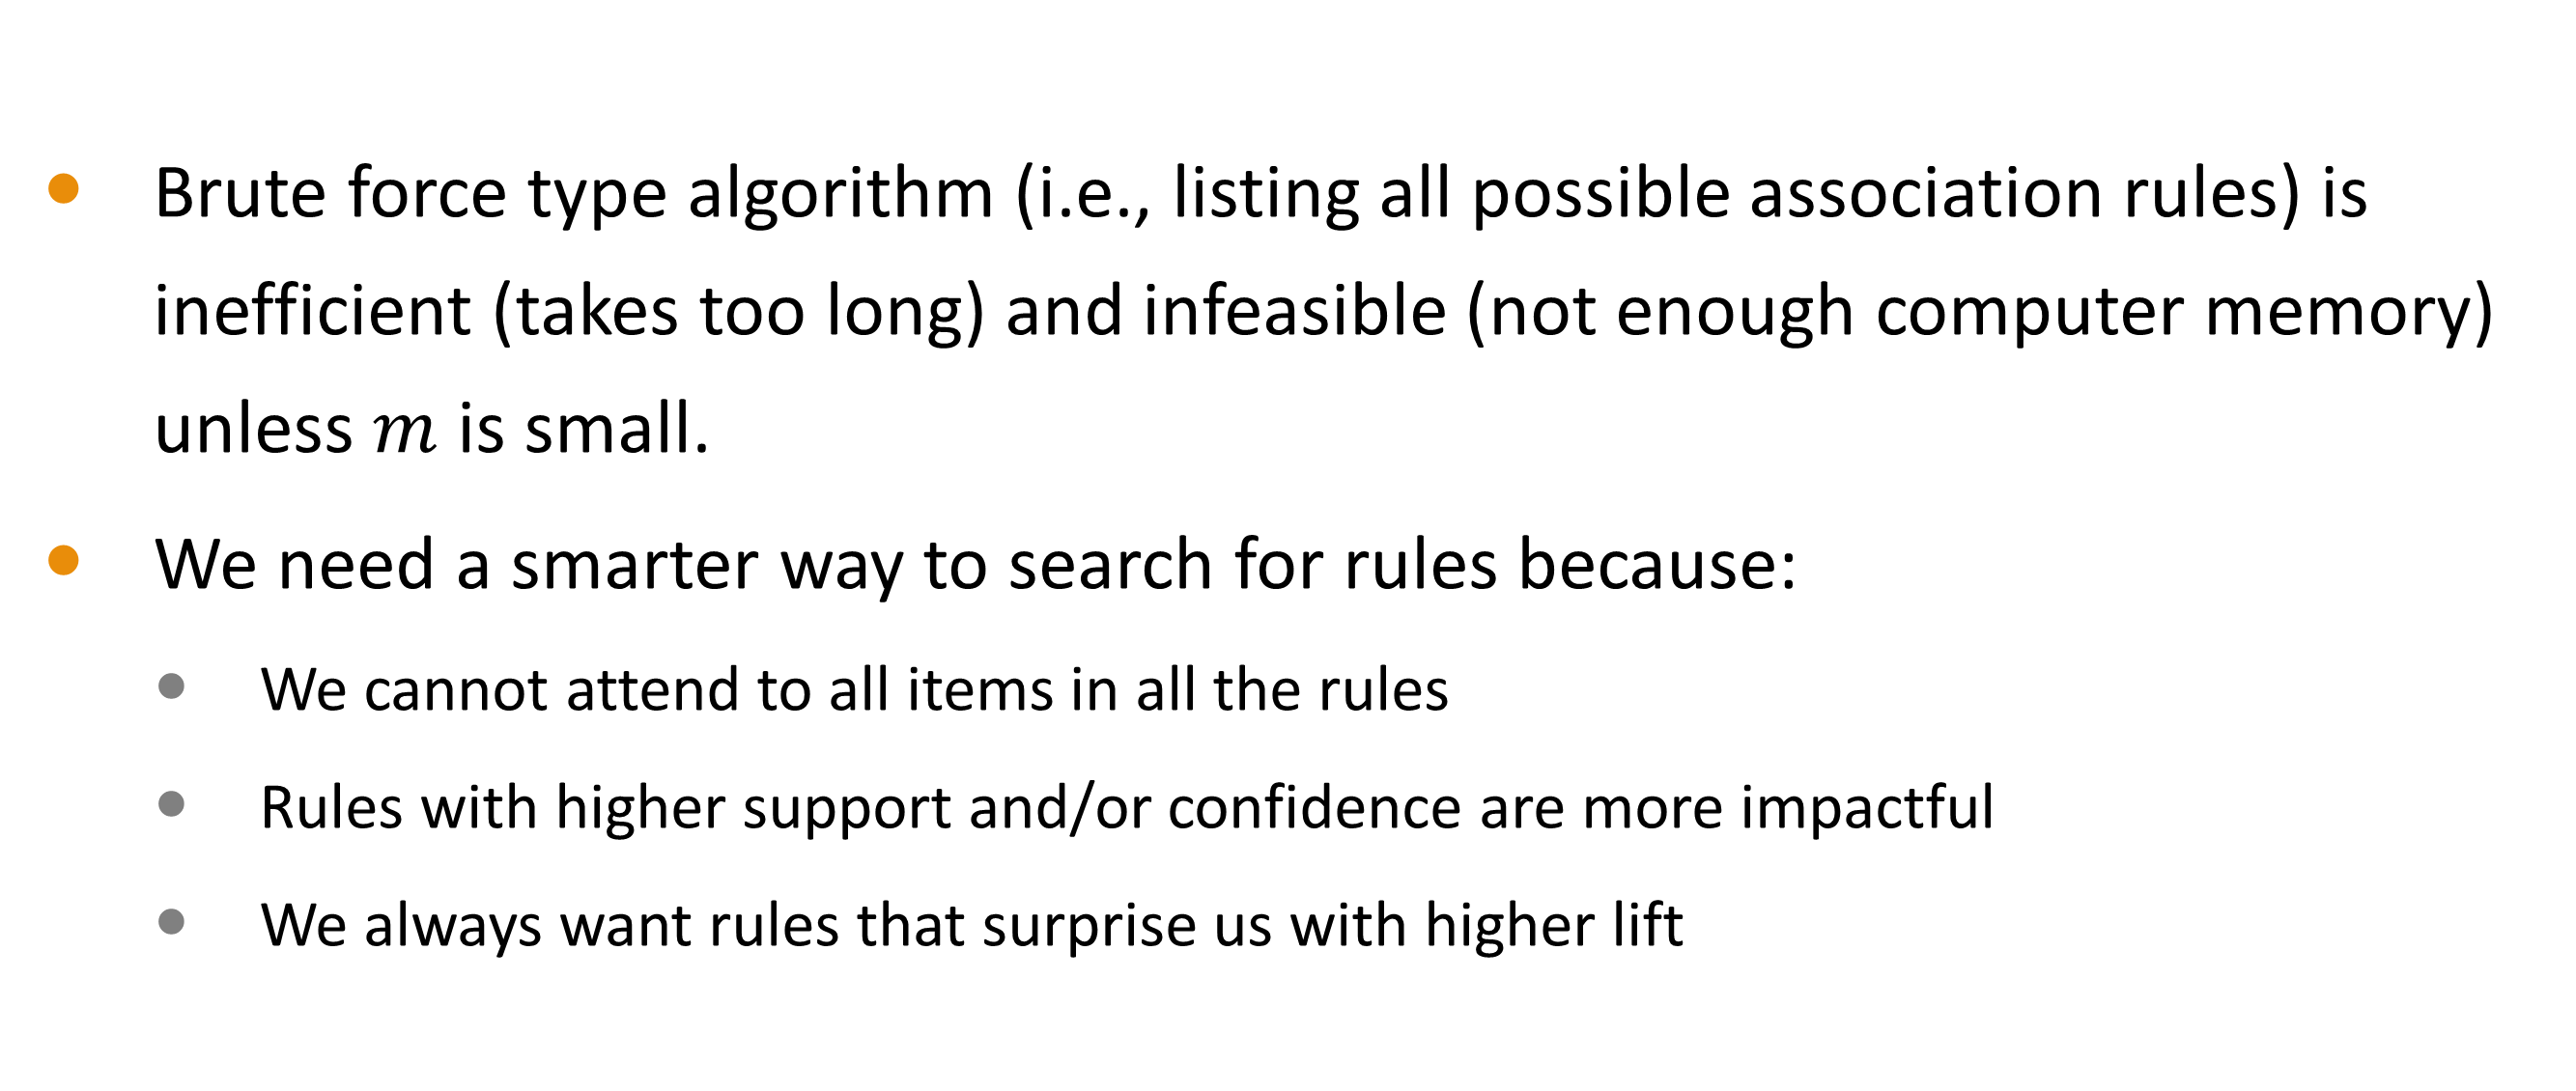 • Brute force type algorithm (i.e., listing all possible association rules) is
inefficient (takes too long) and infeasible (not enough computer memory)
unless 𝑚 is small.
• We need a smarter way to search for rules because:
• We cannot attend to all items in all the rules
• Rules with higher support and/or confidence are more impactful
• We always want rules that surprise us with higher lift